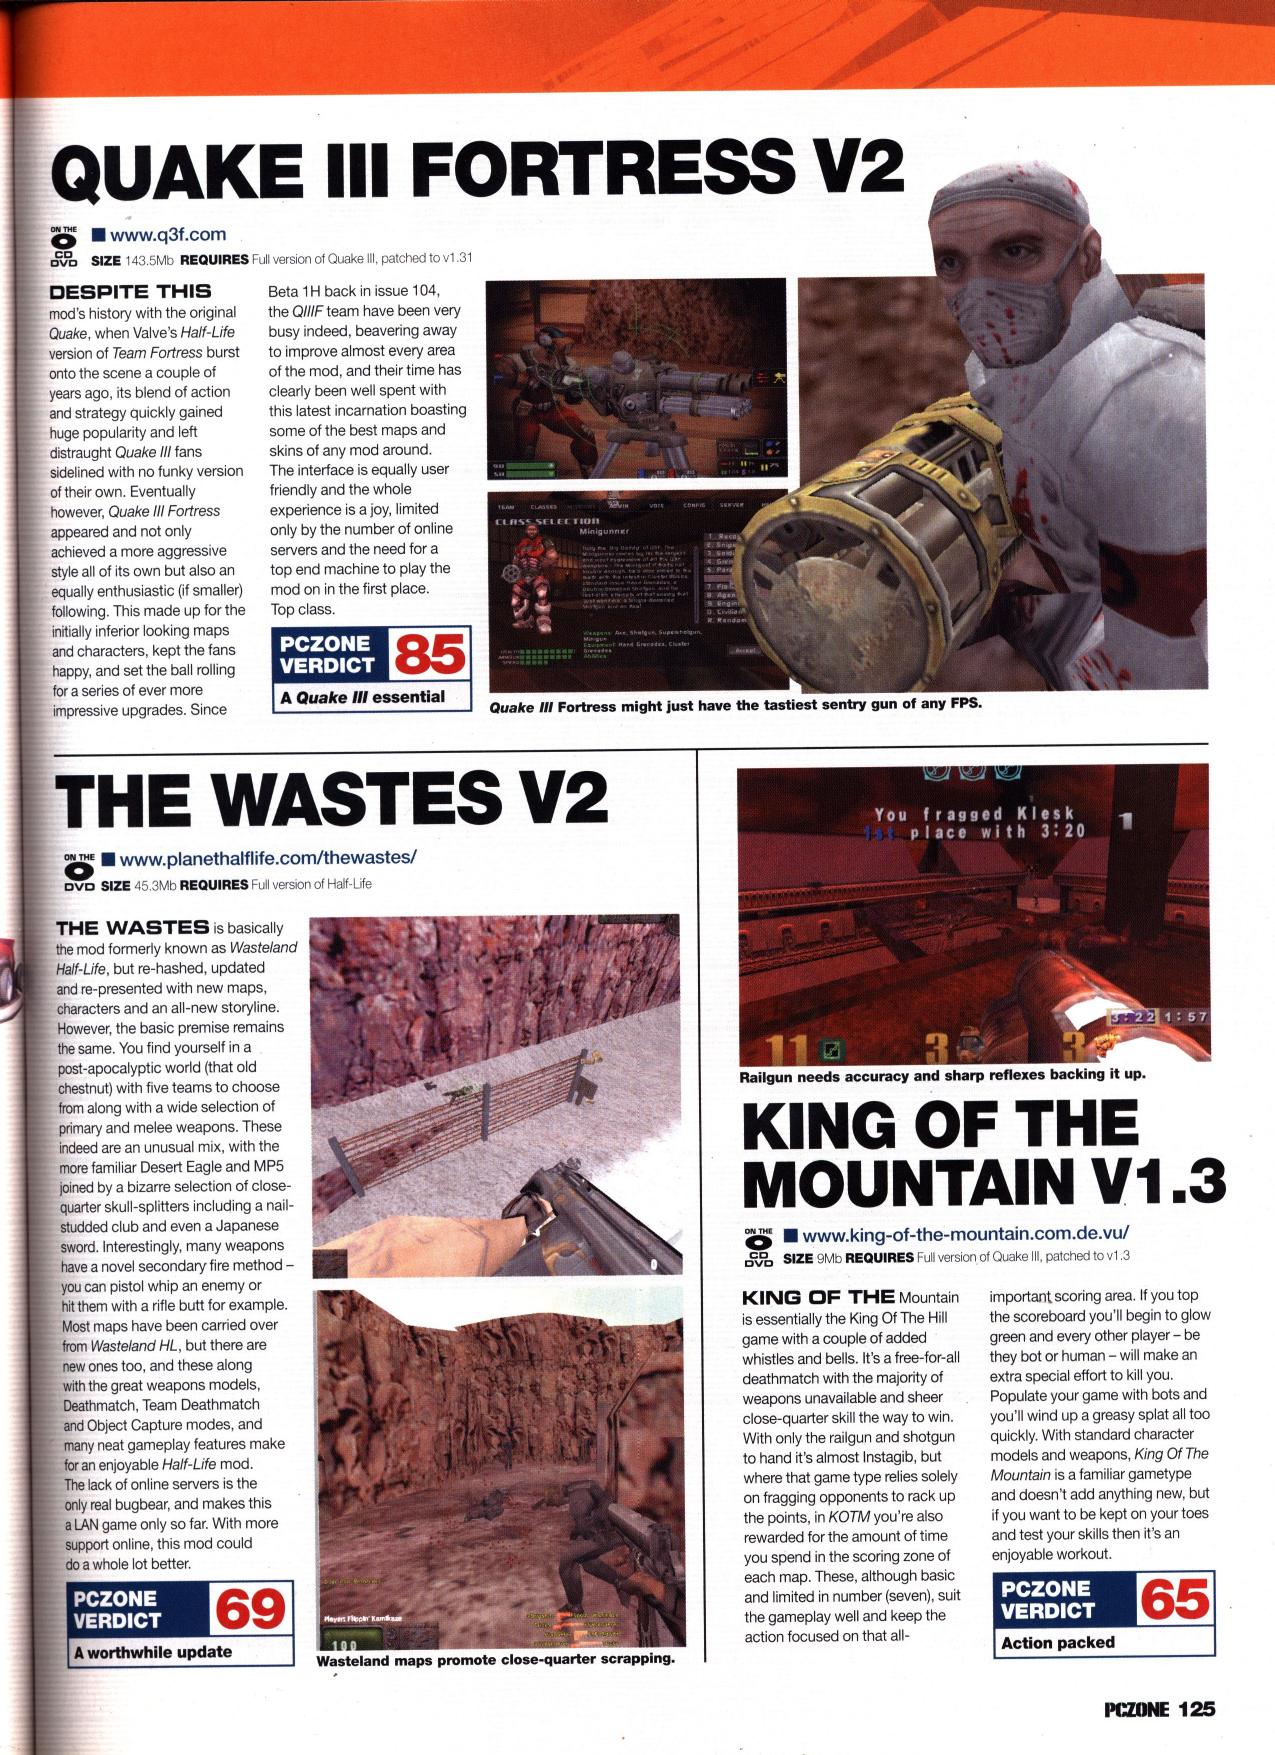 QUAKE III FORTRESS V2
ON THE
CD
DVD
www.q3f.com
SIZE 143.5Mb REQUIRES Full version of Quake III, patched to v1.31
DESPITE THIS
mod's history with the original
Quake, when Valve's Half-Life
version of Team Fortress burst
onto the scene a couple of
years ago, its blend of action
and strategy quickly gained
huge popularity and left
distraught Quake III fans
sidelined with no funky version
of their own. Eventually
however, Quake III Fortress
appeared and not only
achieved a more aggressive
style all of its own but also an
equally enthusiastic (if smaller)
following. This made up for the
initially inferior looking maps
and characters, kept the fans
happy, and set the ball rolling
for a series of ever more
impressive upgrades. Since
Beta 1H back in issue 104,
the QIIIF team have been very
busy indeed, beavering away
to improve almost every area
of the mod, and their time has
clearly been well spent with
this latest incarnation boasting
some of the best maps and
skins of any mod around.
The interface is equally user
friendly and the whole
experience is a joy, limited
only by the number of online
servers and the need for a
top end machine to play the
mod on in the first place.
Top class.
PCZONE
VERDICT 85
A Quake III essential
TEAM CLASSES ADMIN VOTE CONFIG SERVER
CLASS SELECTION
Minigunner
Weapons: Axe, Shotgun, Supershotgun,
Minigun
Equipment: Hand Grenades, Cluster
Grenades
Abilities:
Accept
Quake III Fortress might just have the tastiest sentry gun of any FPS.
THE WASTES V2
ON THE
DVD
www.planethalflife.com/thewastes/
SIZE 45.3Mb REQUIRES Full version of Half-Life
THE WASTES is basically
the mod formerly known as Wasteland
Half-Life, but re-hashed, updated
and re-presented with new maps,
characters and an all-new storyline.
However, the basic premise remains
the same. You find yourself in a
post-apocalyptic world (that old
chestnut) with five teams to choose
from along with a wide selection of
primary and melee weapons. These
indeed are an unusual mix, with the
more familiar Desert Eagle and MP5
joined by a bizarre selection of close-
quarter skull-splitters including a nail-
studded club and even a Japanese
sword. Interestingly, many weapons
have a novel secondary fire method –
you can pistol whip an enemy or
hit them with a rifle butt for example.
Most maps have been carried over
from Wasteland HL, but there are
new ones too, and these along
with the great weapons models,
Deathmatch, Team Deathmatch
and Object Capture modes, and
many neat gameplay features make
for an enjoyable Half-Life mod.
The lack of online servers is the
only real bugbear, and makes this
a LAN game only so far. With more
support online, this mod could
do a whole lot better.
PCZONE
VERDICT 69
A worthwhile update
Player: Flippin' Kamikaze
100
Wasteland maps promote close-quarter scrapping.
You fragged Klesk
1st place with 3:20
1
3:22 1:57
11 3 3
Railgun needs accuracy and sharp reflexes backing it up.
KING OF THE
MOUNTAIN V1.3
ON THE
CD
DVD
www.king-of-the-mountain.com.de.vu/
SIZE 9Mb REQUIRES Full version of Quake III, patched to v1.3
KING OF THE Mountain
is essentially the King Of The Hill
game with a couple of added
whistles and bells. It's a free-for-all
deathmatch with the majority of
weapons unavailable and sheer
close-quarter skill the way to win.
With only the railgun and shotgun
to hand it's almost Instagib, but
where that game type relies solely
on fragging opponents to rack up
the points, in KOTM you're also
rewarded for the amount of time
you spend in the scoring zone of
each map. These, although basic
and limited in number (seven), suit
the gameplay well and keep the
action focused on that all-
important scoring area. If you top
the scoreboard you'll begin to glow
green and every other player – be
they bot or human – will make an
extra special effort to kill you.
Populate your game with bots and
you'll wind up a greasy splat all too
quickly. With standard character
models and weapons, King Of The
Mountain is a familiar gametype
and doesn't add anything new, but
if you want to be kept on your toes
and test your skills then it's an
enjoyable workout.
PCZONE
VERDICT 65
Action packed
PCZONE 125